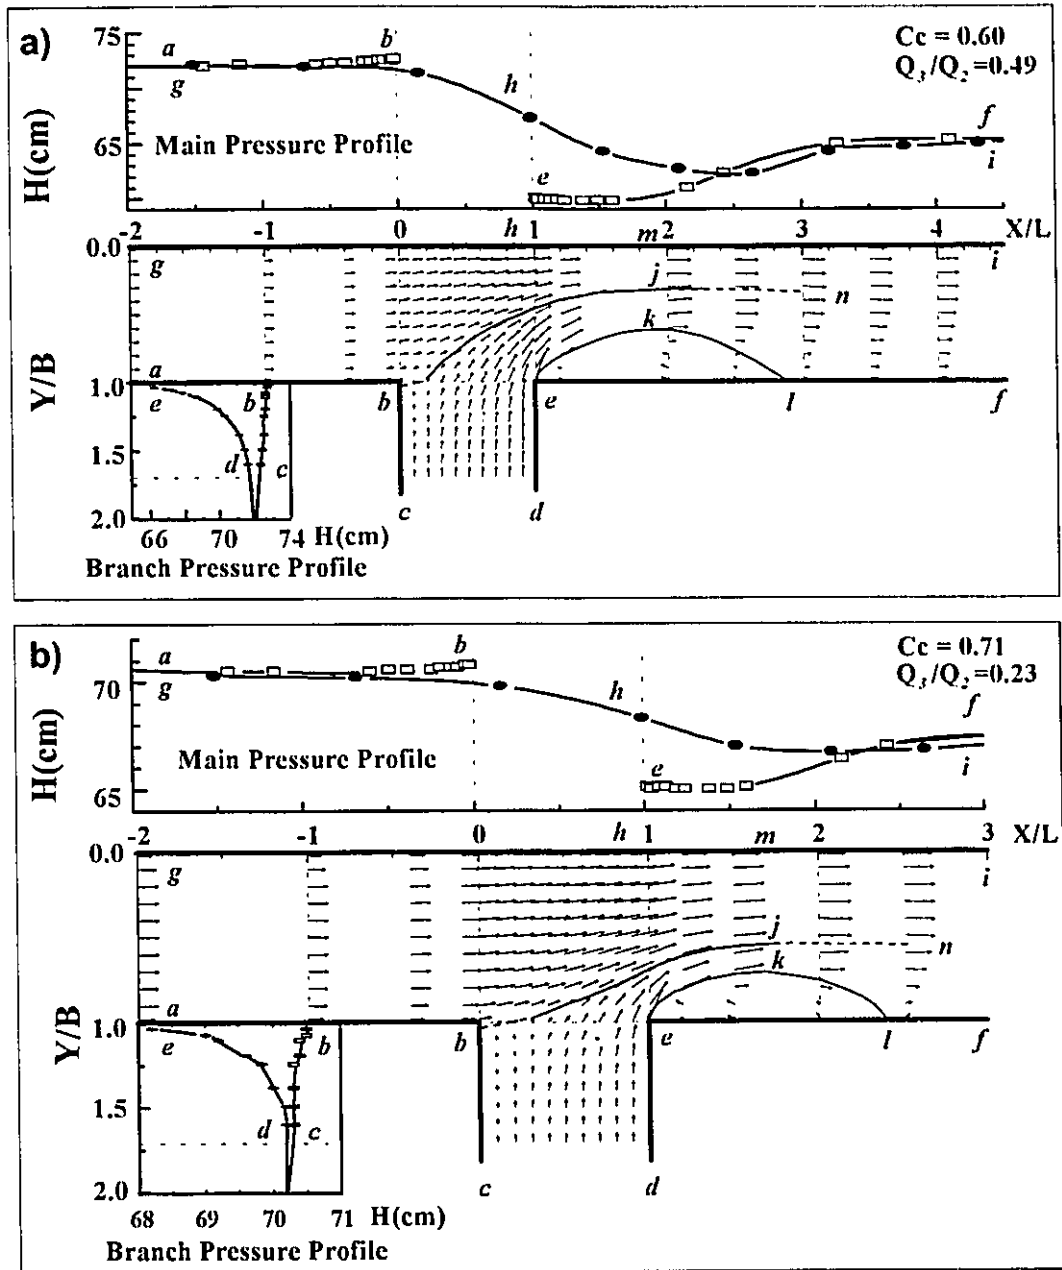 a)
75
65
H(cm)
a
g
b
h
Cc = 0.60
Q₃/Q₂=0.49
f
i
Main Pressure Profile
e
-2
-1
0
h
1
m
2
3
4
X/L
0.0
g
i
j
n
k
Y/B
1.0
a
e
b
b
e
l
f
1.5
d
c
2.0
c
d
66
70
74
H(cm)
Branch Pressure Profile
b)
70
65
H(cm)
a
g
b
h
Cc = 0.71
Q₃/Q₂=0.23
f
i
Main Pressure Profile
e
-2
-1
0
h
1
m
2
3
X/L
0.0
g
i
j
n
k
Y/B
1.0
a
e
b
b
e
l
f
1.5
d
c
2.0
c
d
68
69
70
71
H(cm)
Branch Pressure Profile